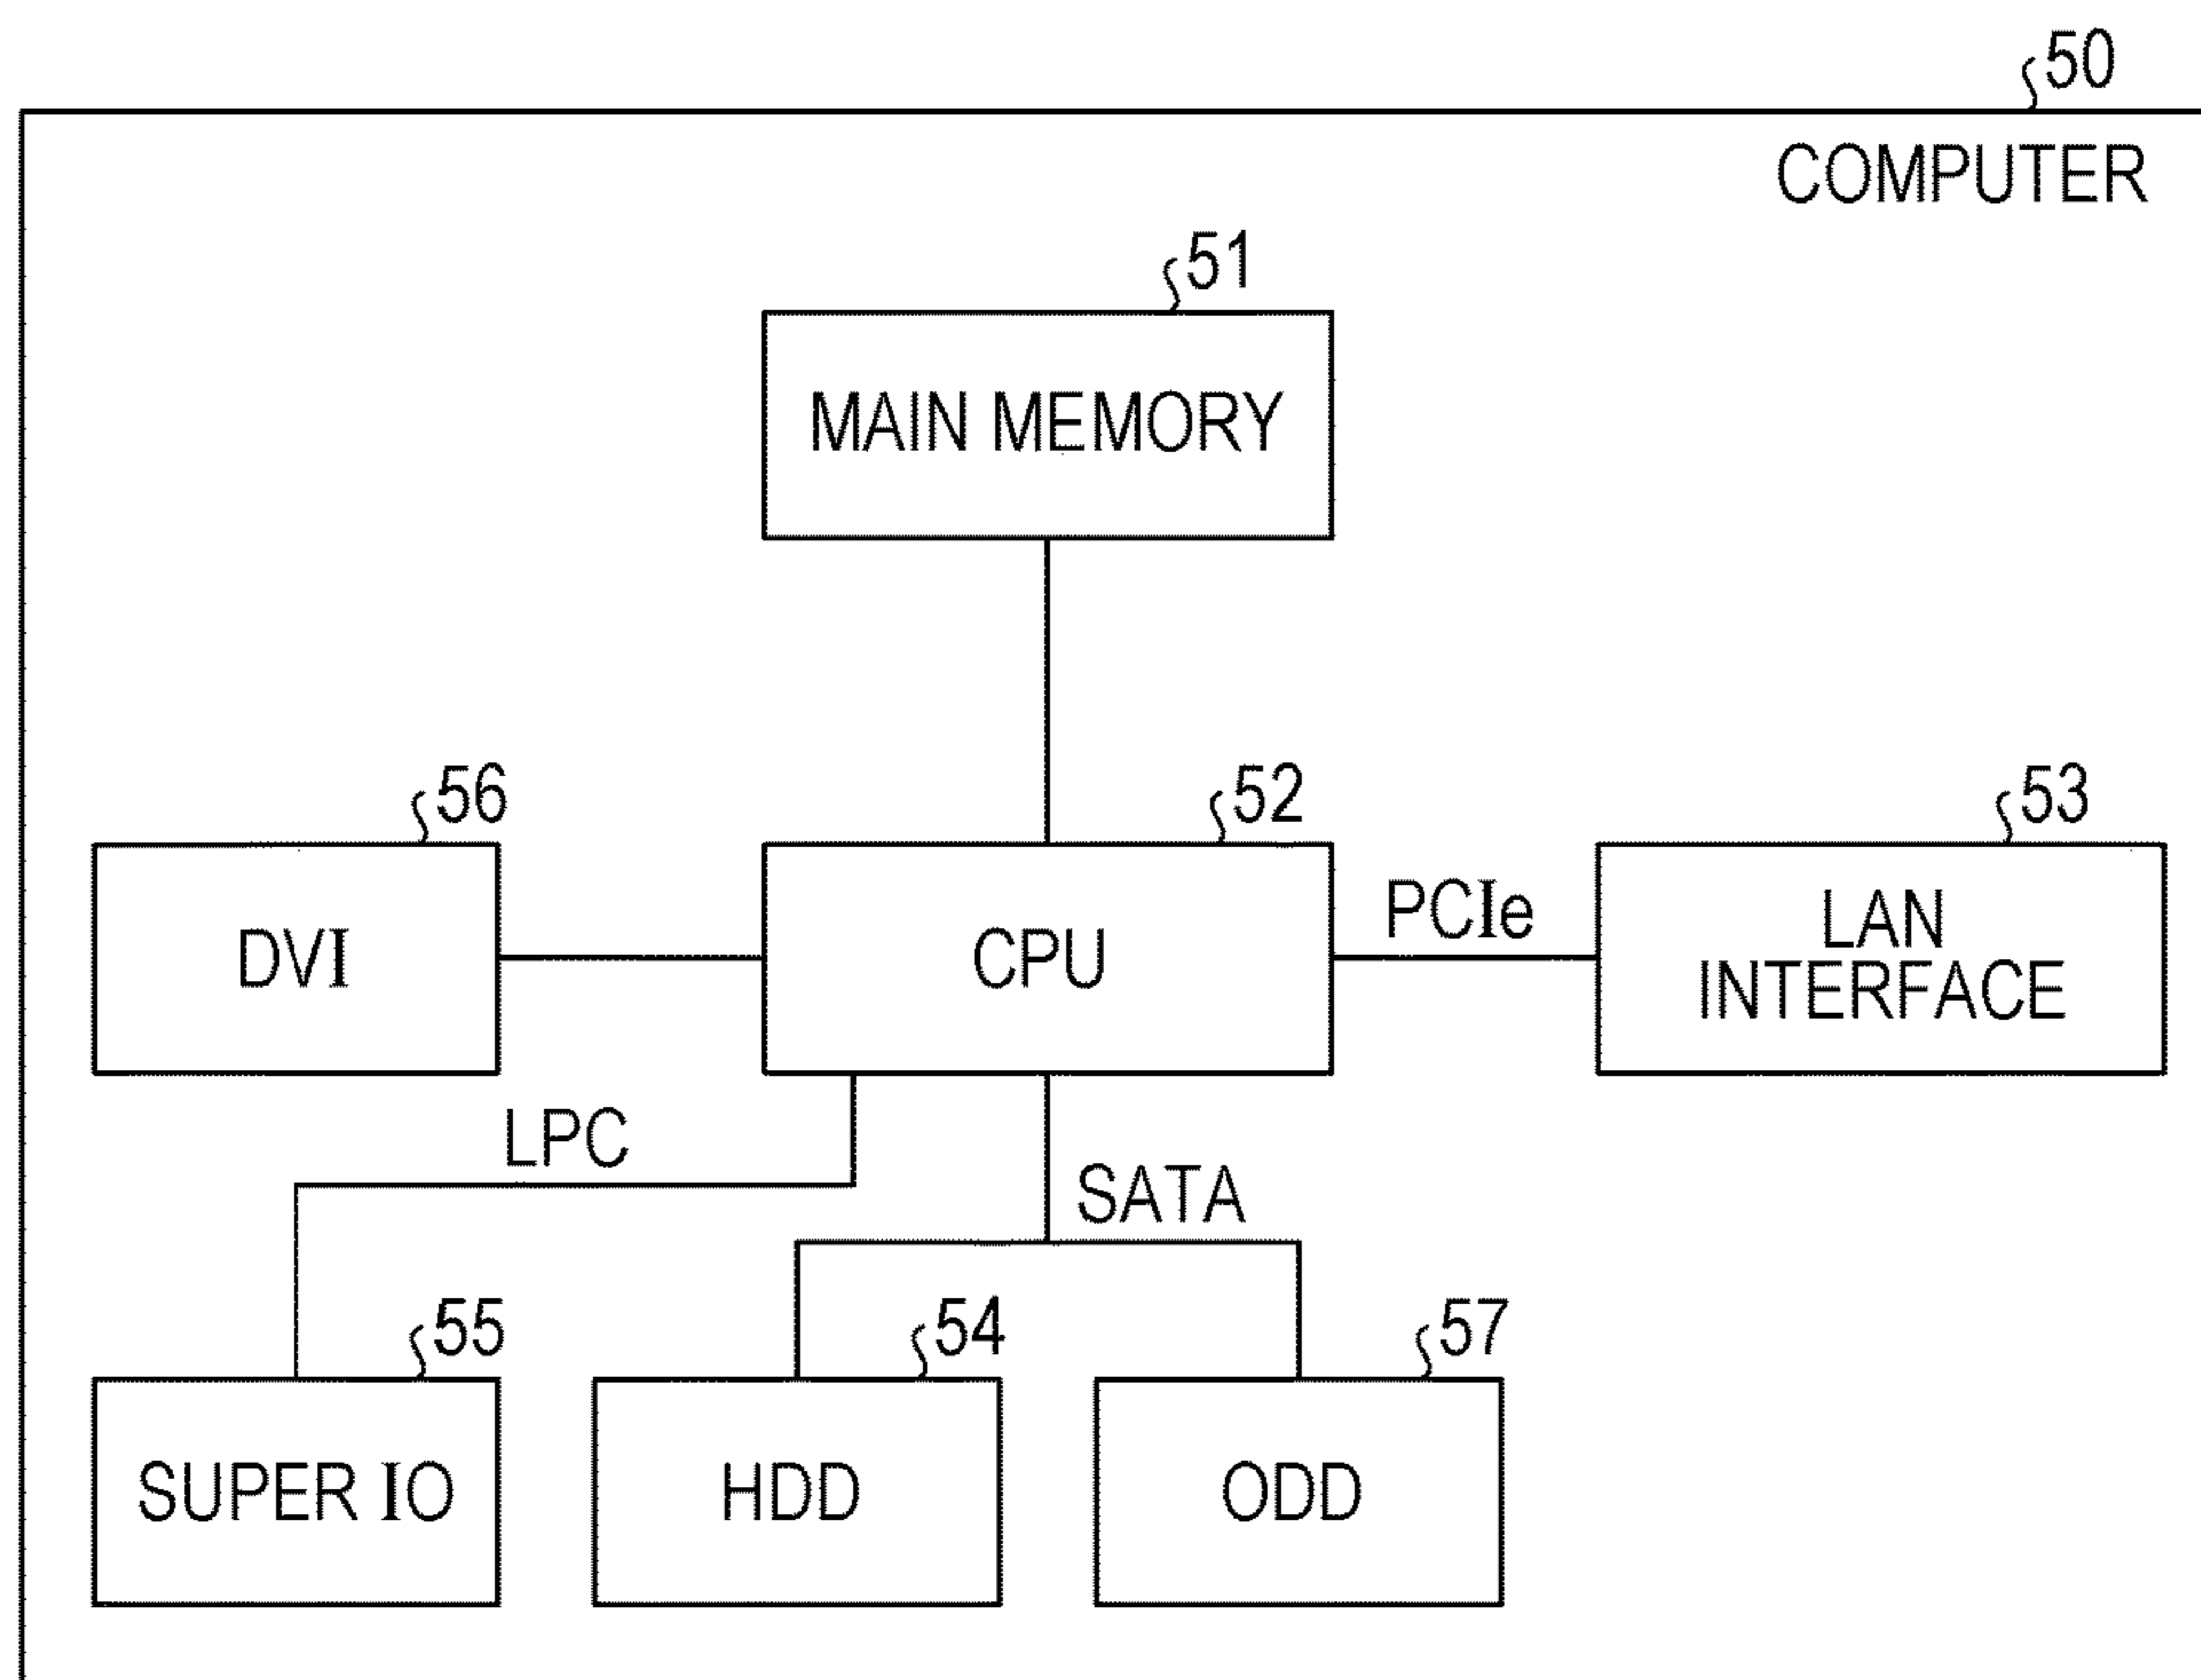 50
COMPUTER
51
MAIN MEMORY
56
52
53
DVI
CPU
PCIe
LAN
INTERFACE
LPC
SATA
55
54
57
SUPER IO
HDD
ODD